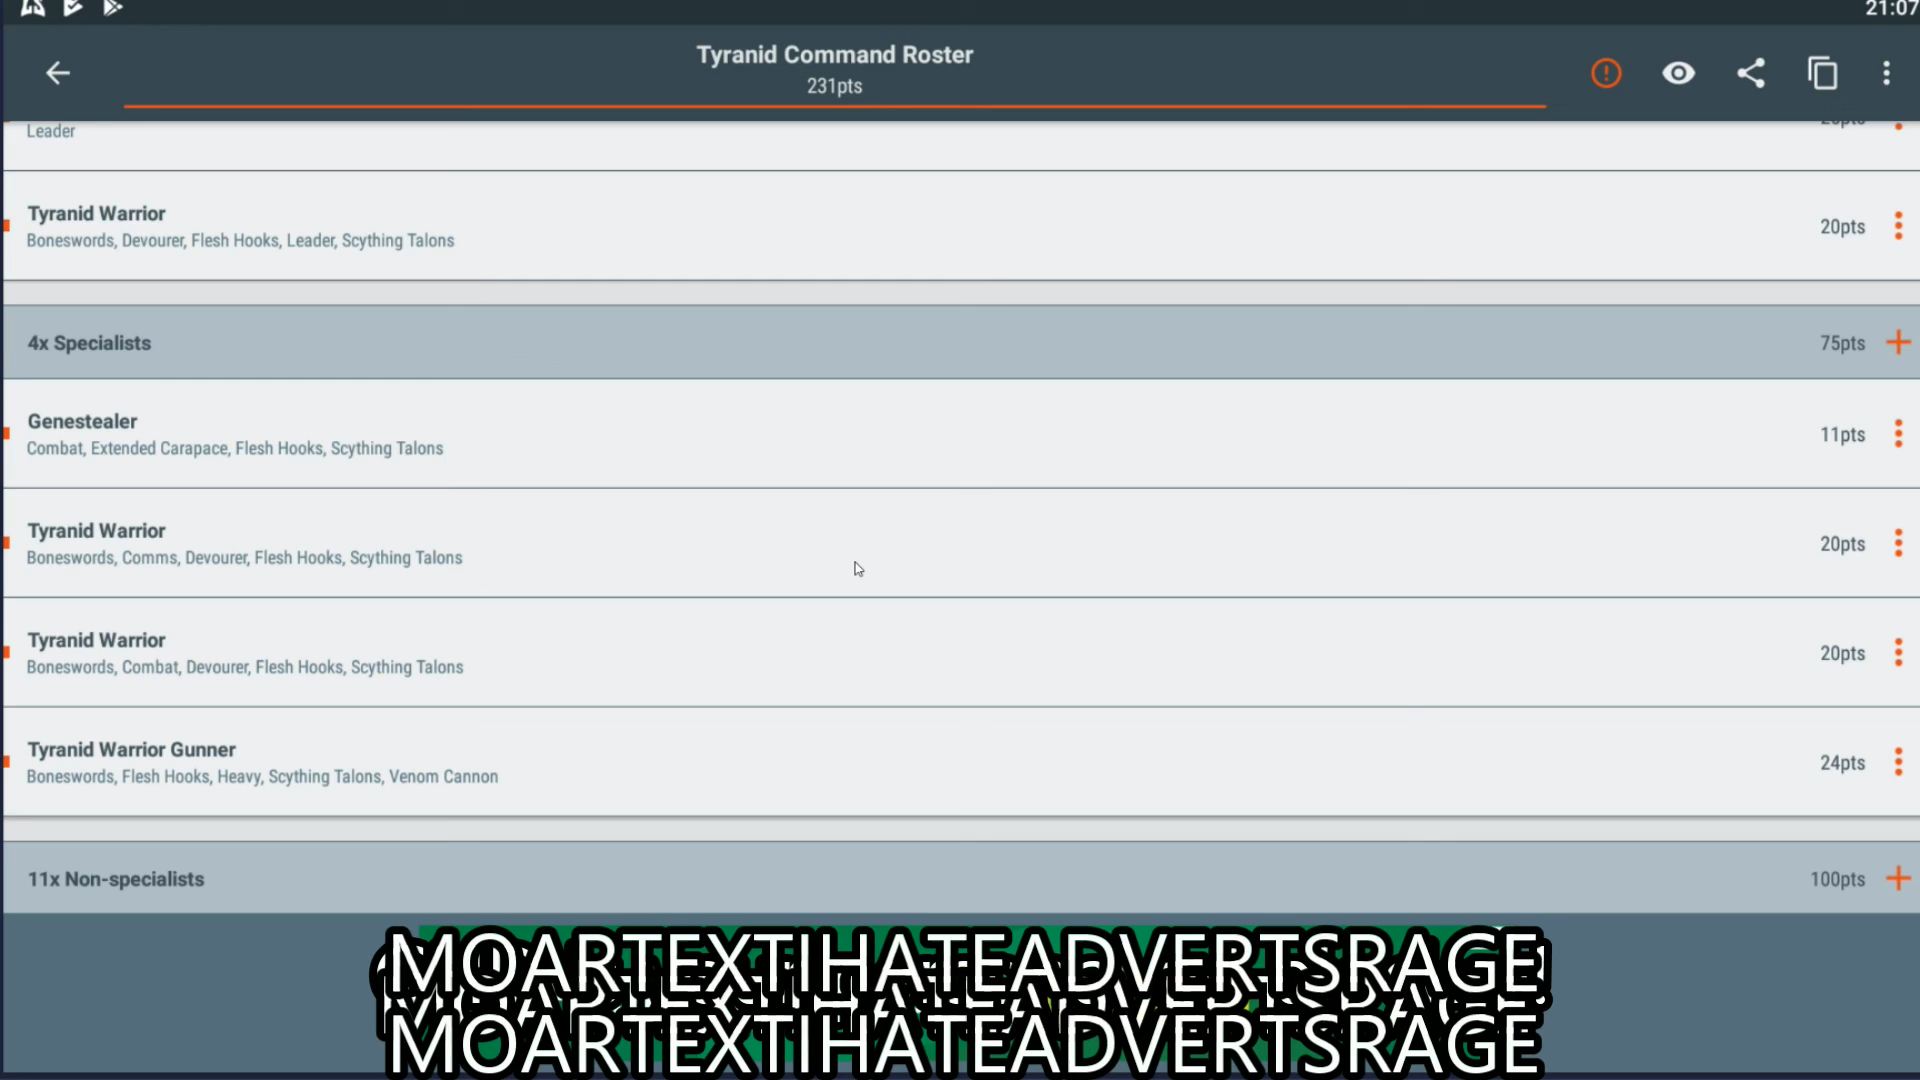 21:07
Tyranid Command Roster
231pts
Leader
Tyranid Warrior
Boneswords, Devourer, Flesh Hooks, Leader, Scything Talons
20pts
4x Specialists
75pts
Genestealer
Combat, Extended Carapace, Flesh Hooks, Scything Talons
11pts
Tyranid Warrior
Boneswords, Comms, Devourer, Flesh Hooks, Scything Talons
20pts
Tyranid Warrior
Boneswords, Combat, Devourer, Flesh Hooks, Scything Talons
20pts
Tyranid Warrior Gunner
Boneswords, Flesh Hooks, Heavy, Scything Talons, Venom Cannon
24pts
11x Non-specialists
100pts
MOARTEXTIHATEADVERTSRAGE
MOARTEXTIHATEADVERTSRAGE